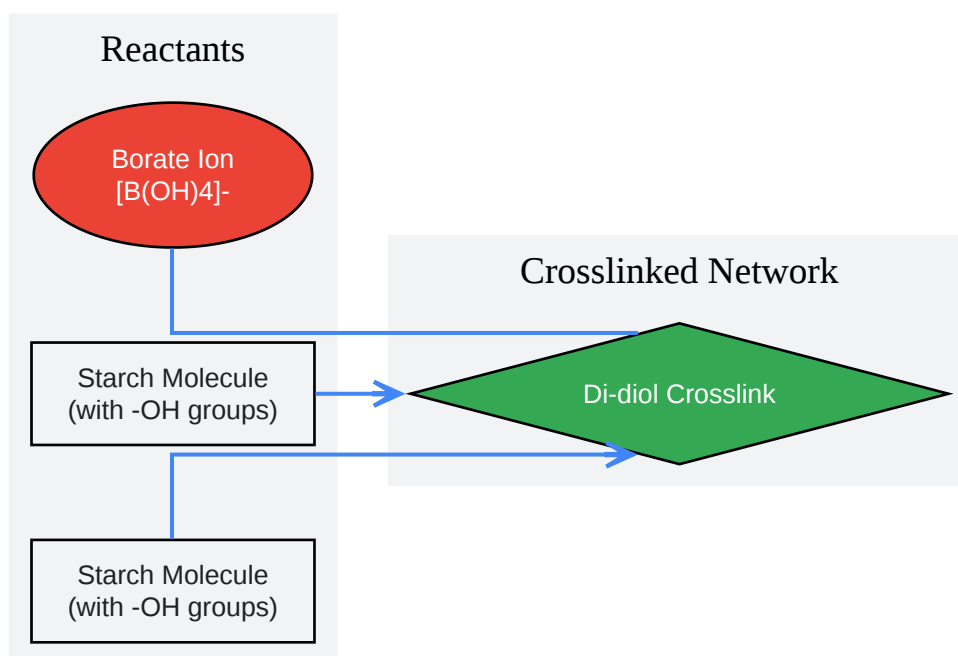 Reactants
Borate Ion
[B(OH)4]-
Crosslinked Network
Starch Molecule
(with -OH groups)
Di-diol Crosslink
Starch Molecule
(with -OH groups)